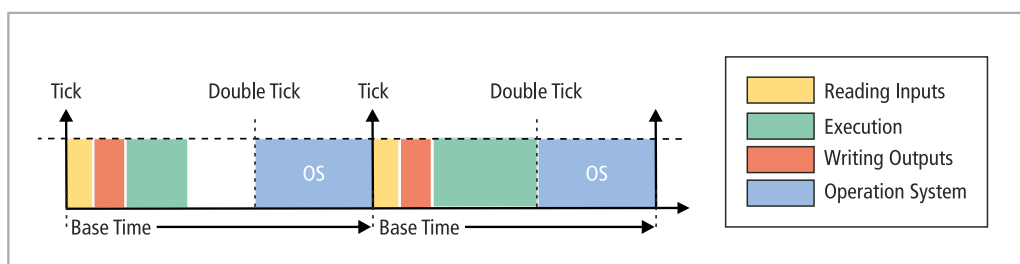 Tick
Double Tick
Tick
Double Tick
OS
OS
Base Time
Base Time
Reading Inputs
Execution
Writing Outputs
Operation System